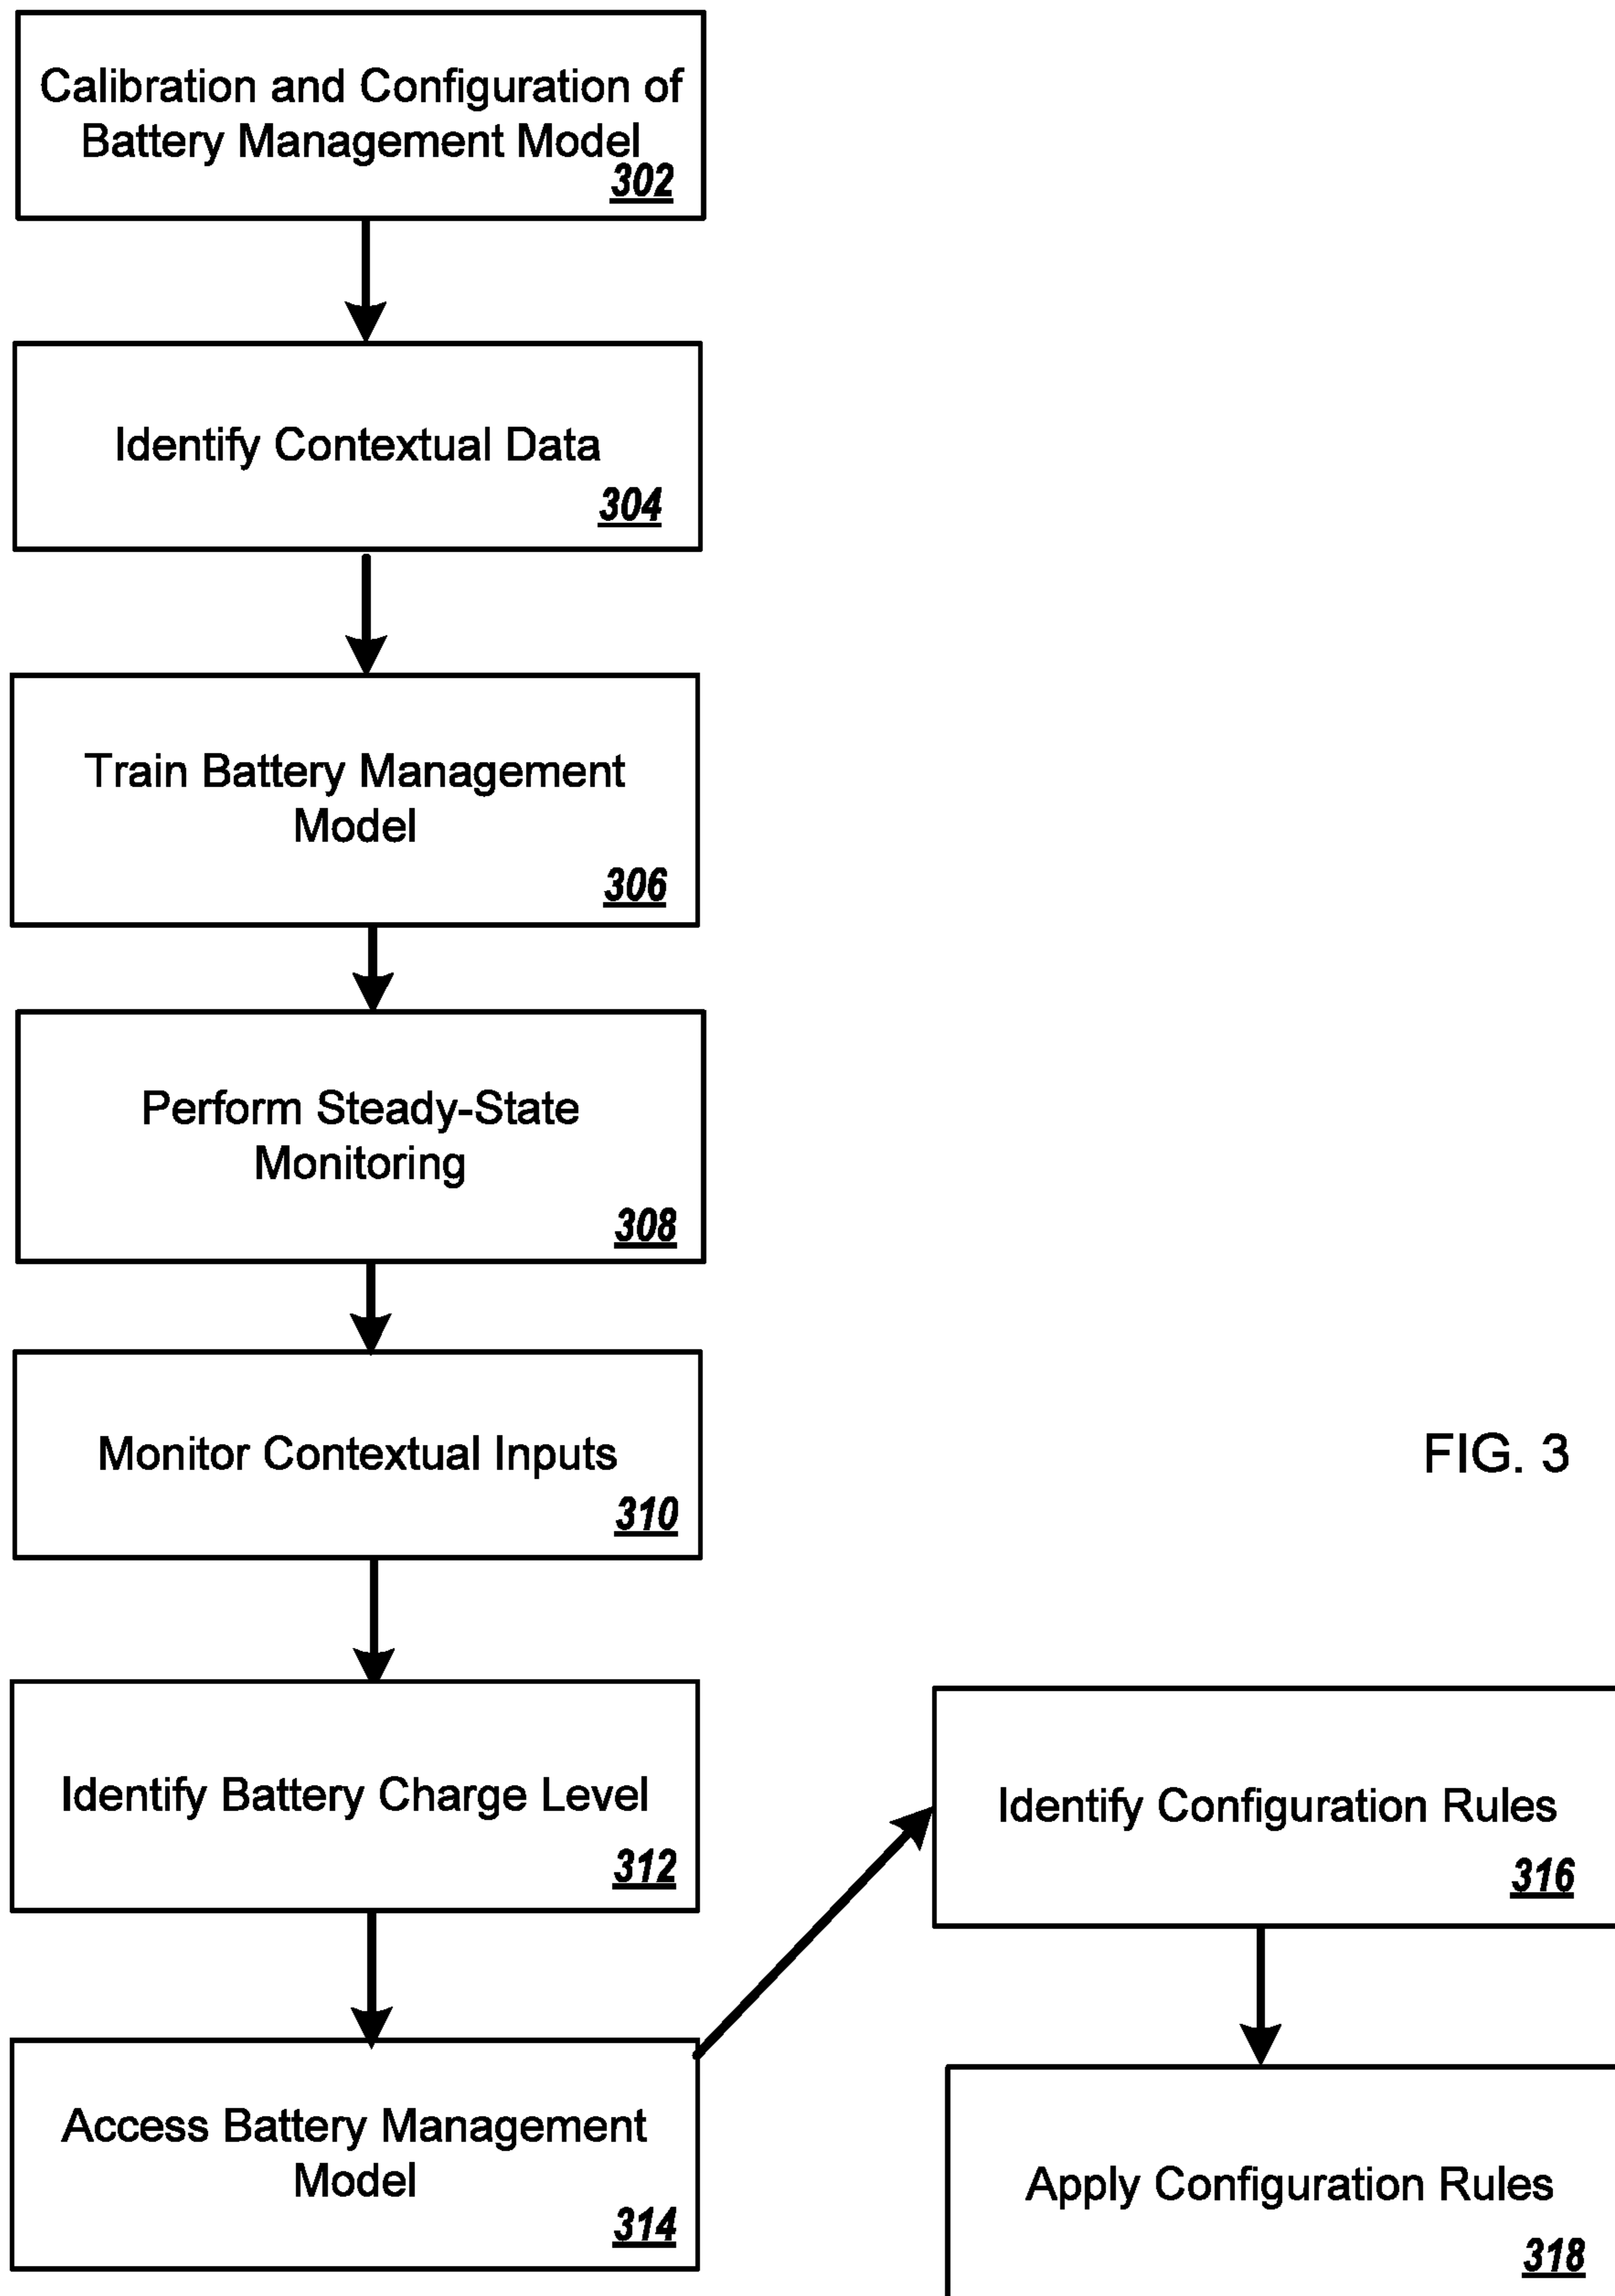 Calibration and Configuration of
Battery Management Model
302
Identify Contextual Data
304
Train Battery Management
Model
306
Perform Steady-State
Monitoring
308
Monitor Contextual Inputs
310
FIG. 3
Identify Battery Charge Level
312
Access Battery Management
Model
314
Identify Configuration Rules
316
Apply Configuration Rules
318